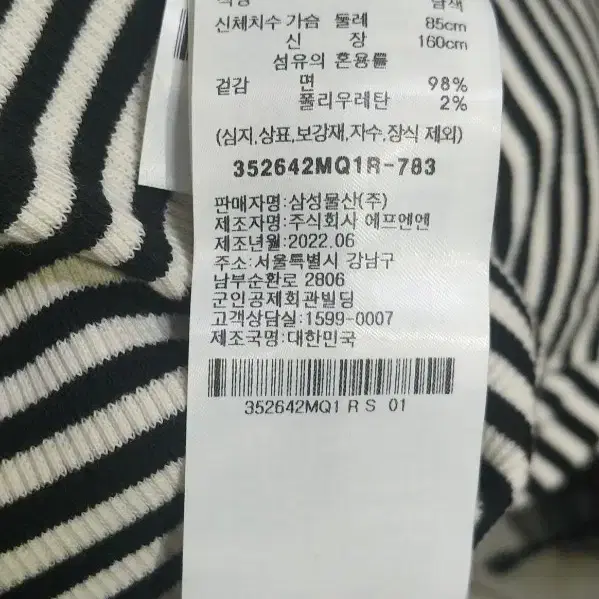 신체치수 가슴 둘레 85cm
신 장 160cm
섬유의 혼용률
겉감 면 98%
폴리우레탄 2%
(심지,상표,보강재,자수,장식 제외)
352642MQ1R-783
판매자명:삼성물산(주)
제조자명:주식회사 에프엔엔
제조년월:2022.06
주소:서울특별시 강남구
남부순환로 2806
군인공제회관빌딩
고객상담실:1599-0007
제조국명:대한민국
352642MQ1 R S 01